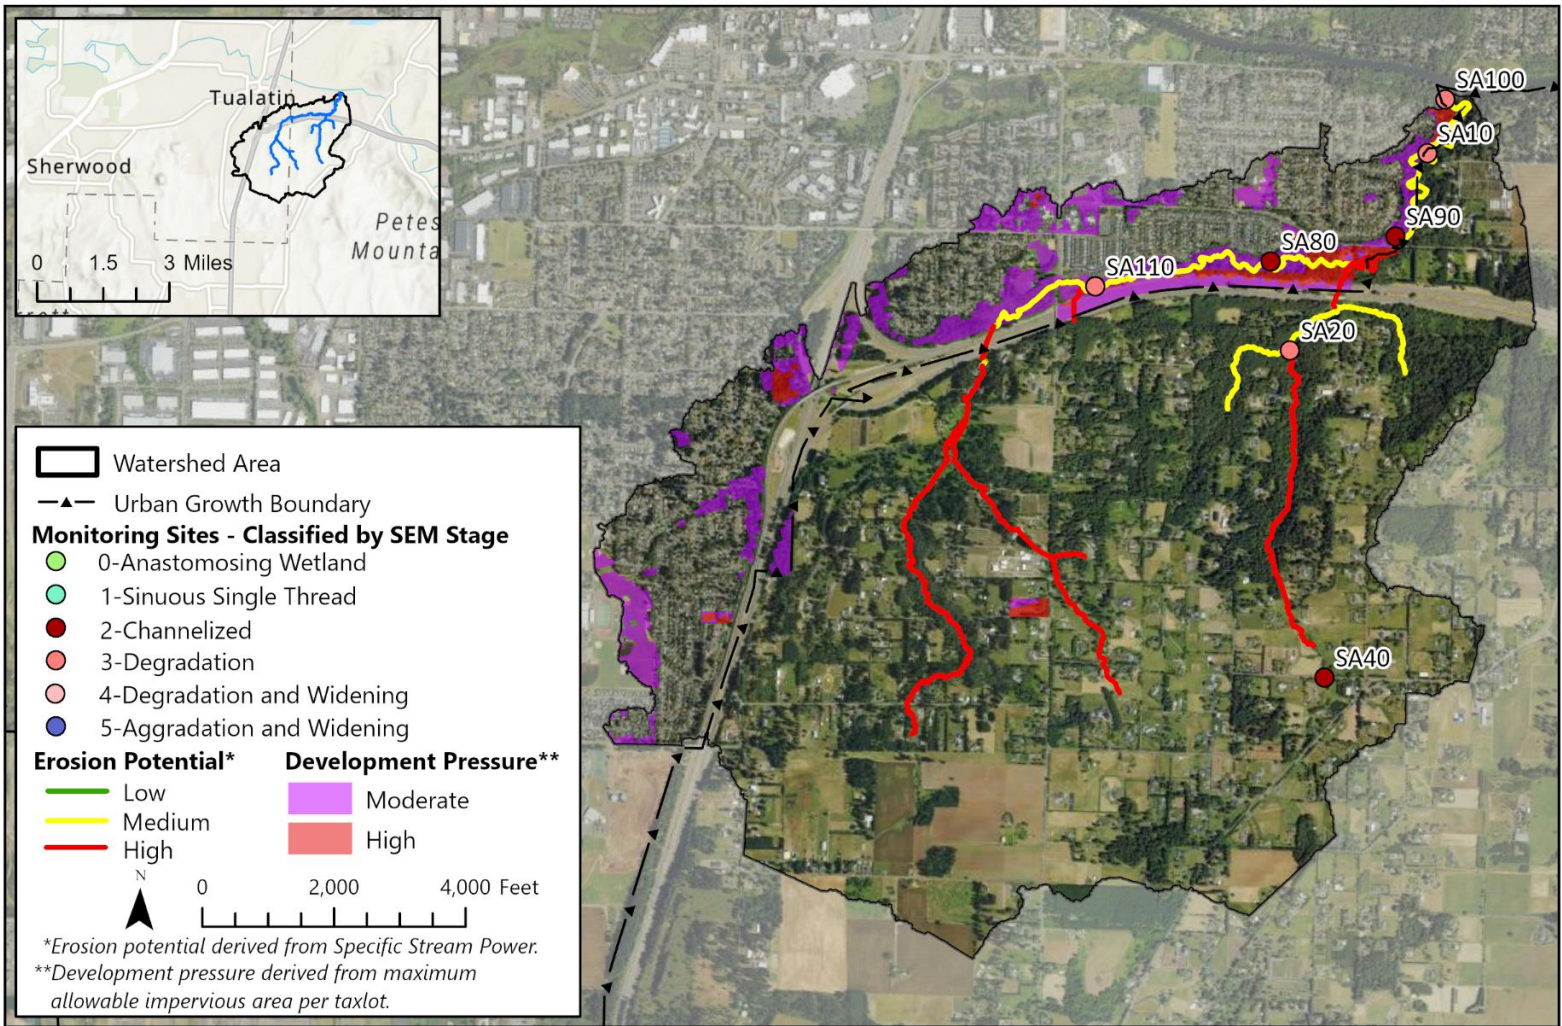 Tualatin
Sherwood
Petes
Mounta
0 1.5 3 Miles
SA100
SA10
SA90
SA80
SA110
SA20
SA40
Watershed Area
Urban Growth Boundary
Monitoring Sites - Classified by SEM Stage
0-Anastomosing Wetland
1-Sinuous Single Thread
2-Channelized
3-Degradation
4-Degradation and Widening
5-Aggradation and Widening
Erosion Potential*
Low
Medium
High
Development Pressure**
Moderate
High
N
0 2,000 4,000 Feet
*Erosion potential derived from Specific Stream Power.
**Development pressure derived from maximum
allowable impervious area per taxlot.